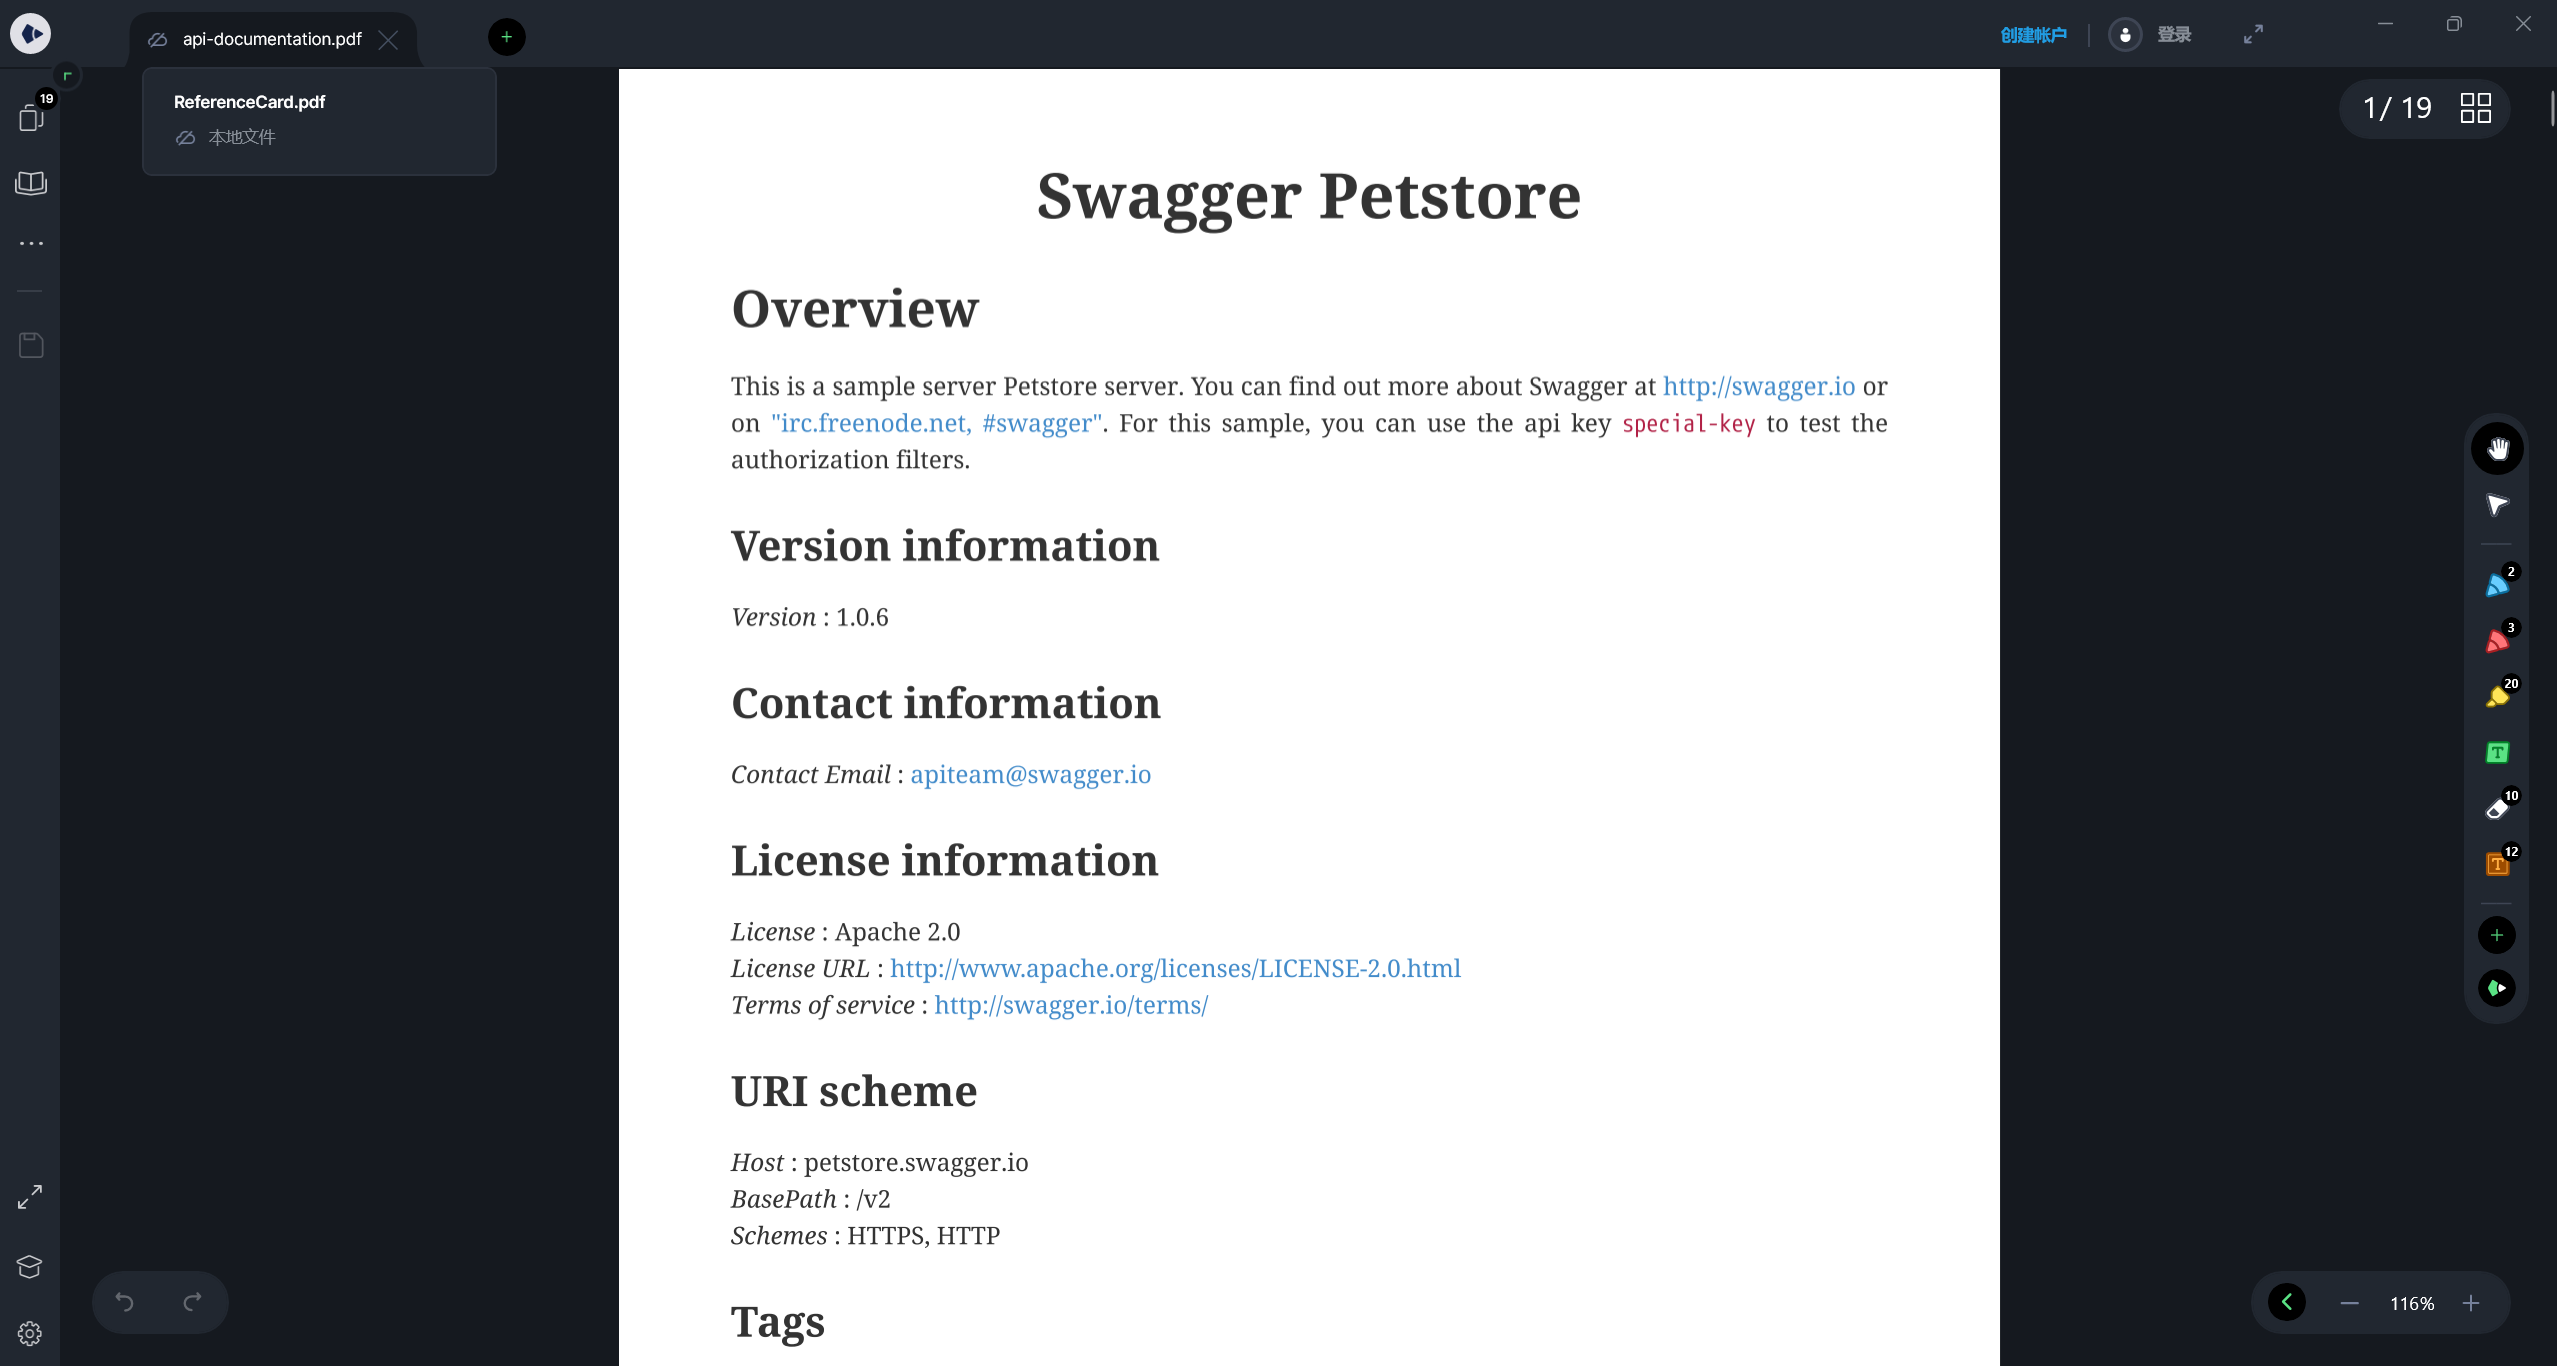 api-documentation.pdf
创建帐户
登录
19
ReferenceCard.pdf
本地文件
1/ 19
Swagger Petstore
Overview
This is a sample server Petstore server. You can find out more about Swagger at http://swagger.io or
on "irc.freenode.net, #swagger". For this sample, you can use the api key special-key to test the
authorization filters.
Version information
Version : 1.0.6
Contact information
Contact Email : apiteam@swagger.io
License information
License : Apache 2.0
License URL : http://www.apache.org/licenses/LICENSE-2.0.html
Terms of service : http://swagger.io/terms/
URI scheme
Host : petstore.swagger.io
BasePath : /v2
Schemes : HTTPS, HTTP
Tags
2
3
20
T
10
12
T
116%